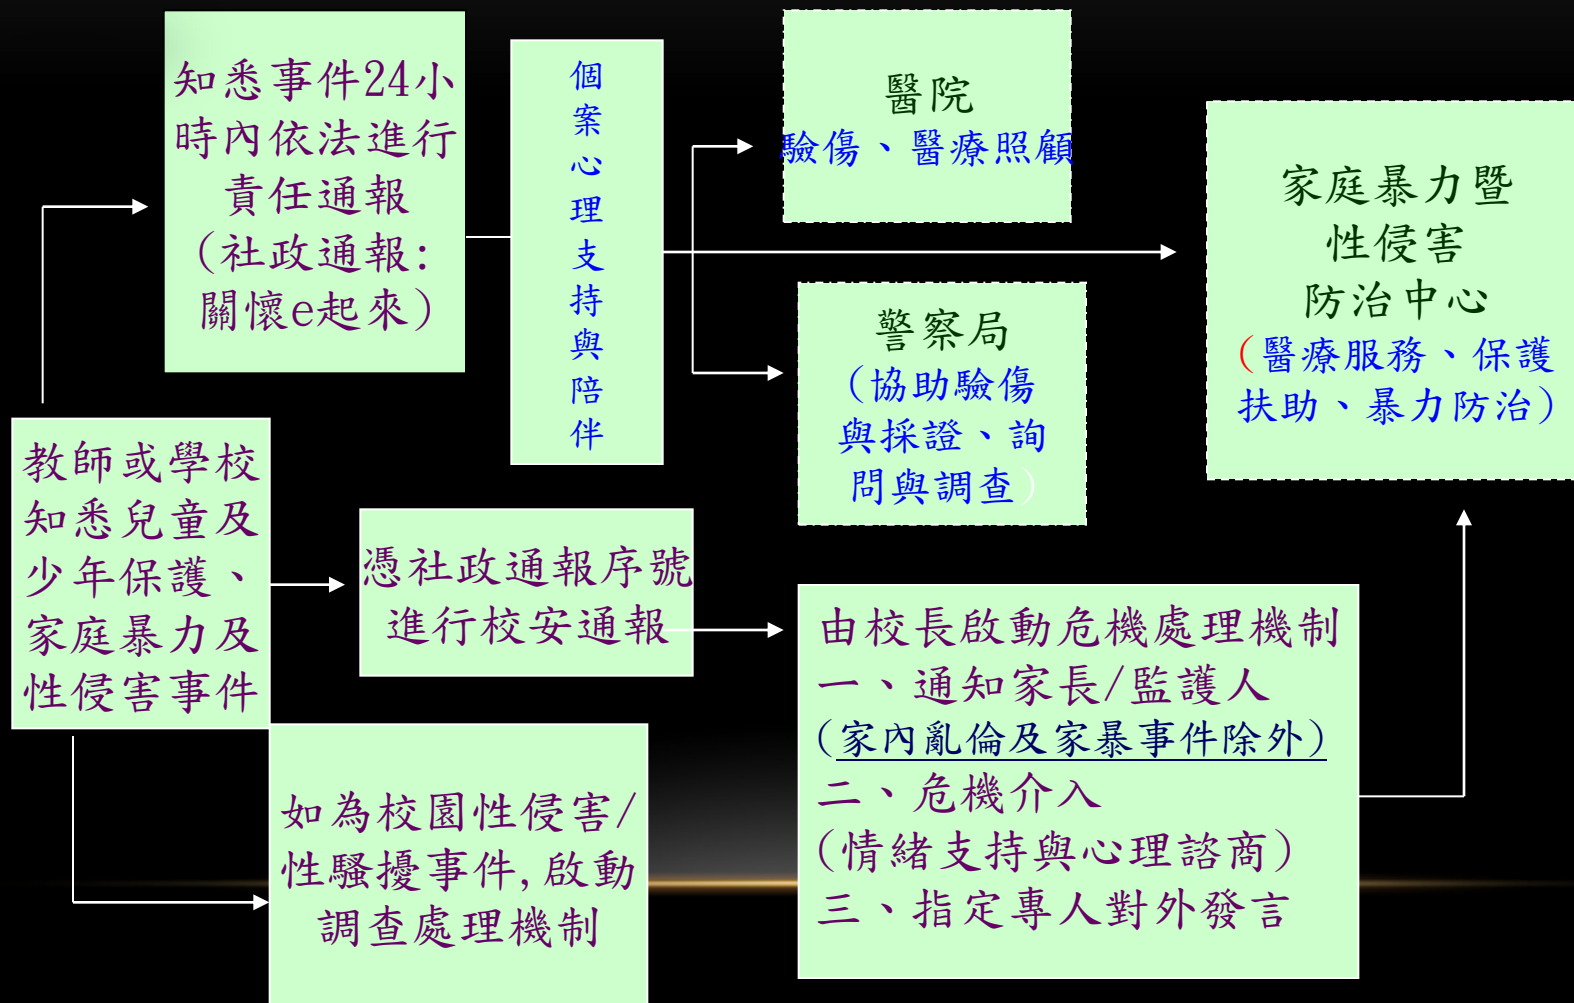 知悉事件24小
時內依法進行
責任通報
(社政通報:
關懷e起來)
個
案
心
理
支
持
與
陪
伴
醫院
驗傷、醫療照顧
警察局
(協助驗傷
與採證、詢
問與調查)
家庭暴力暨
性侵害
防治中心
(醫療服務、保護
扶助、暴力防治)
教師或學校
知悉兒童及
少年保護、
家庭暴力及
性侵害事件
憑社政通報序號
進行校安通報
由校長啟動危機處理機制
一、通知家長/監護人
(家內亂倫及家暴事件除外)
二、危機介入
(情緒支持與心理諮商)
三、指定專人對外發言
如為校園性侵害/
性騷擾事件,啟動
調查處理機制